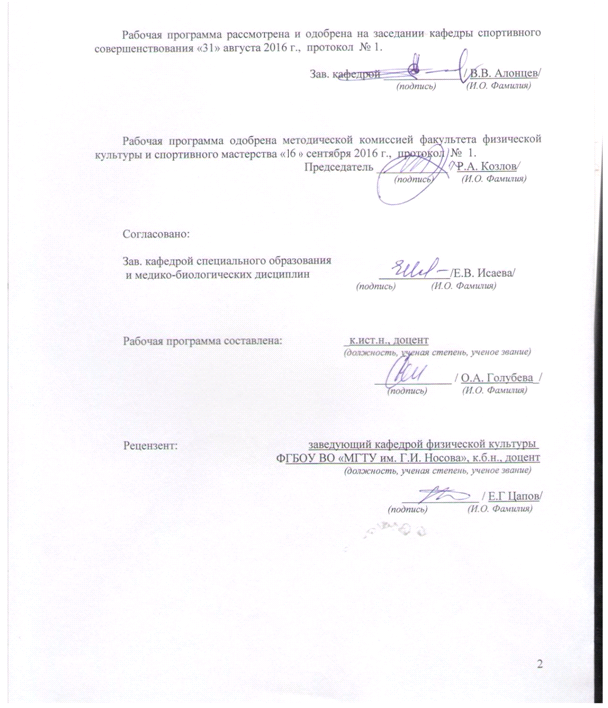 Рабочая программа рассмотрена и одобрена на заседании кафедры спортивного
совершенствования «31» августа 2016 г., протокол № 1.
Зав. кафедрой / В.В. Алонцев/
(подпись) (И.О. Фамилия)
Рабочая программа одобрена методической комиссией факультета физической
культуры и спортивного мастерства «16 » сентября 2016 г., протокол № 1.
Председатель Р.А. Козлов/
(подпись) (И.О. Фамилия)
Согласовано:
Зав. кафедрой специального образования
и медико-биологических дисциплин /Е.В. Исаева/
(подпись) (И.О. Фамилия)
Рабочая программа составлена: к.ист.н., доцент
(должность, ученая степень, ученое звание)
/ О.А. Голубева /
(подпись) (И.О. Фамилия)
Рецензент: заведующий кафедрой физической культуры
ФГБОУ ВО «МГТУ им. Г.И. Носова», к.б.н., доцент
(должность, ученая степень, ученое звание)
/ Е.Г Цапов/
(подпись) (И.О. Фамилия)
2